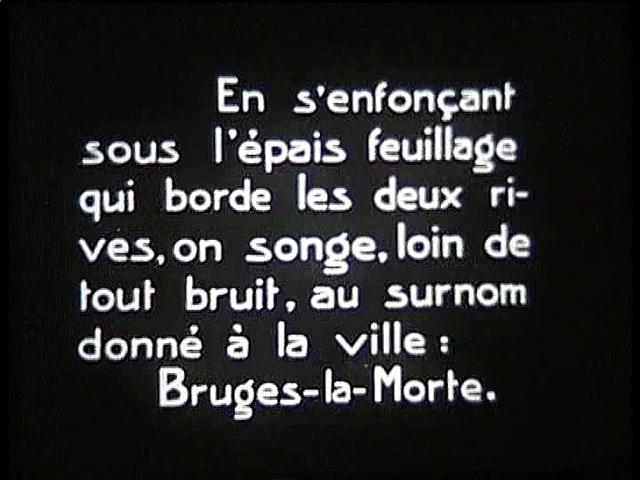 En s'enfonçant
sous l'épais feuillage
qui borde les deux ri-
ves, on songe, loin de
tout bruit, au surnom
donné à la ville :
Bruges-la-Morte.